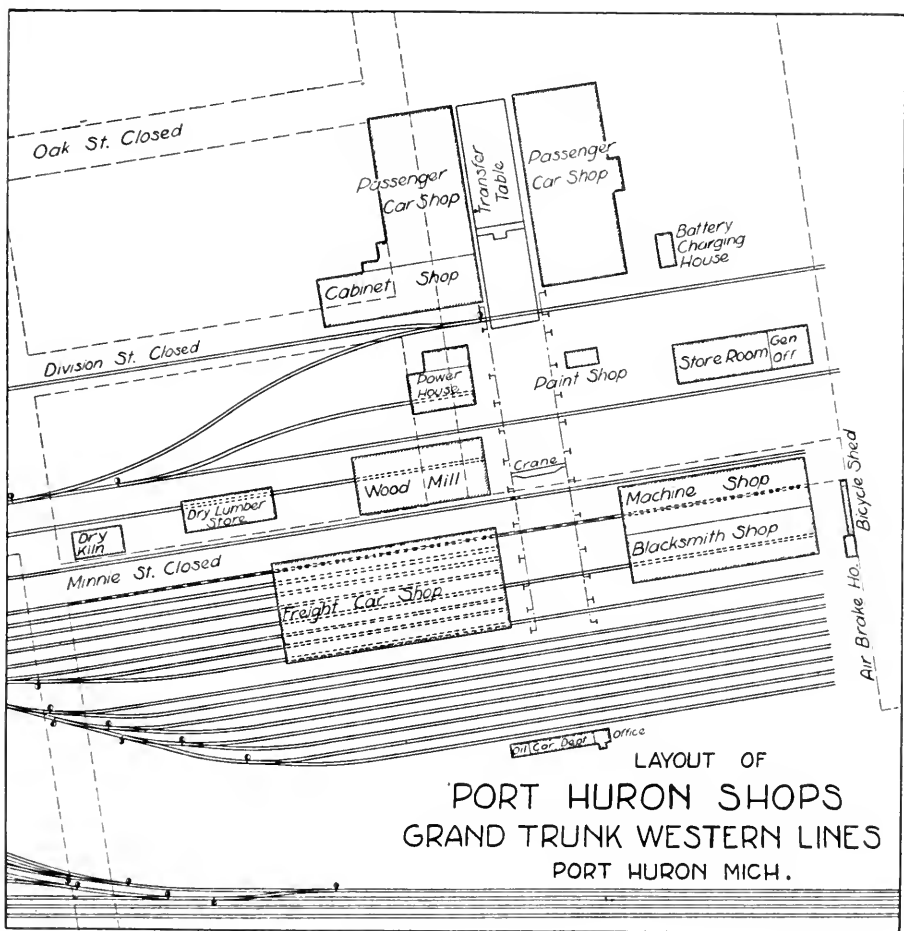 Oak St. Closed
Passenger
Car Shop
Transfer
Table
Passenger
Car Shop
Battery
Charging
House
Cabinet Shop
Division St. Closed
Power
House
Paint Shop
Store Room
Gen
Off
Crane
Wood Mill
Machine Shop
Bicycle Shed
Dry Lumber
Store
Dry
Kiln
Blacksmith Shop
Minnie St. Closed
Freight Car Shop
Air Brake Ho.
Oil
Car Dept
Office
LAYOUT OF
PORT HURON SHOPS
GRAND TRUNK WESTERN LINES
PORT HURON MICH.